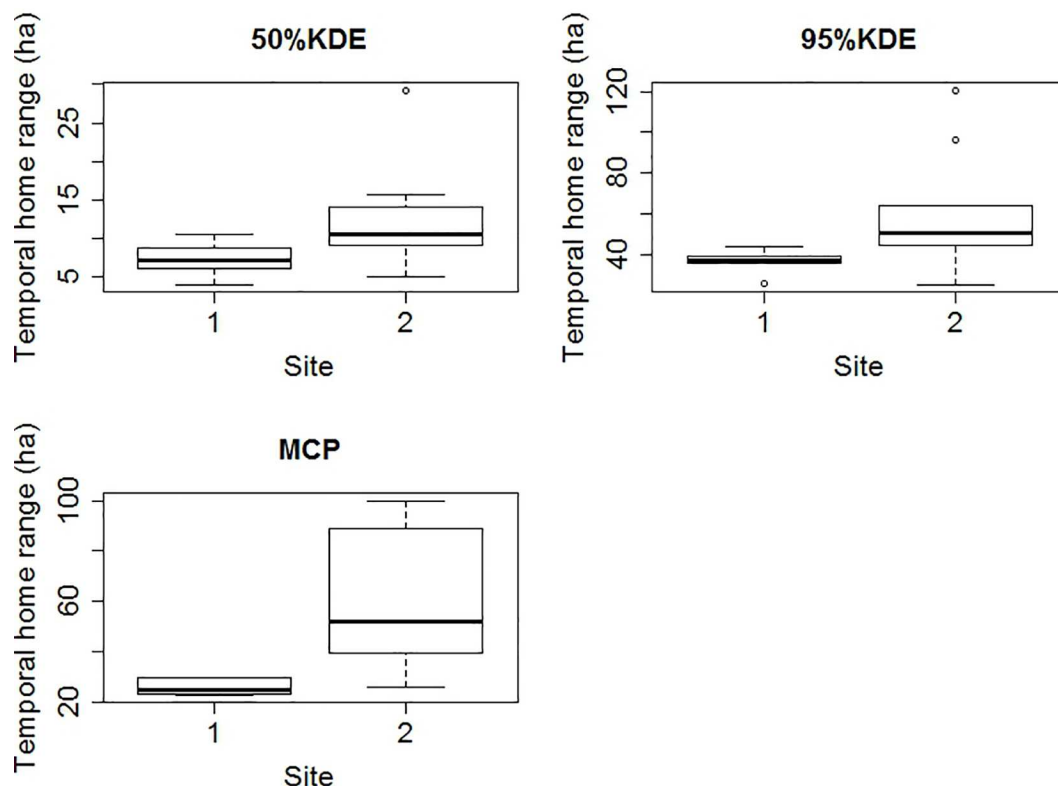 50%KDE
Temporal home range (ha)
25
15
5
1 2
Site
95%KDE
Temporal home range (ha)
120
80
40
1 2
Site
MCP
Temporal home range (ha)
100
60
20
1 2
Site